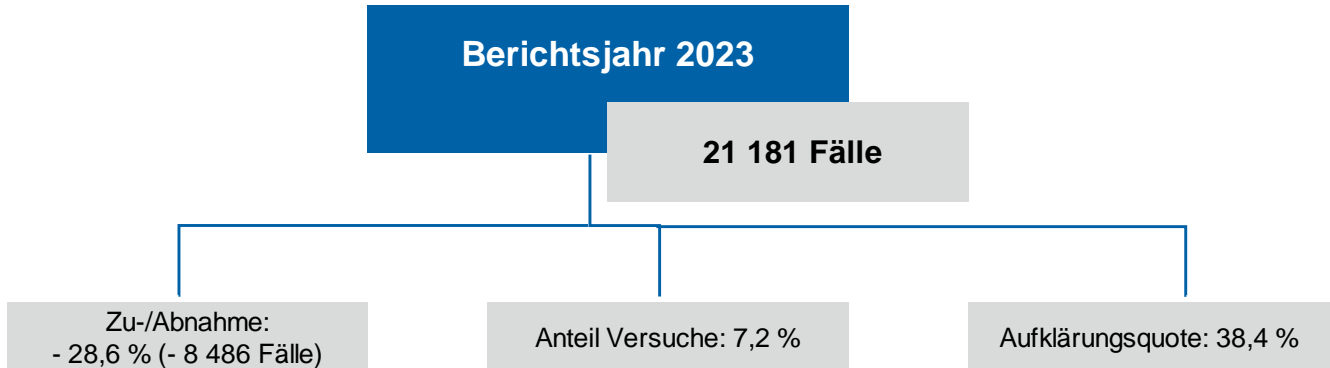 Berichtsjahr 2023
21 181 Fälle
Zu-/Abnahme:
- 28,6 % (- 8 486 Fälle)
Anteil Versuche: 7,2 %
Aufklärungsquote: 38,4 %